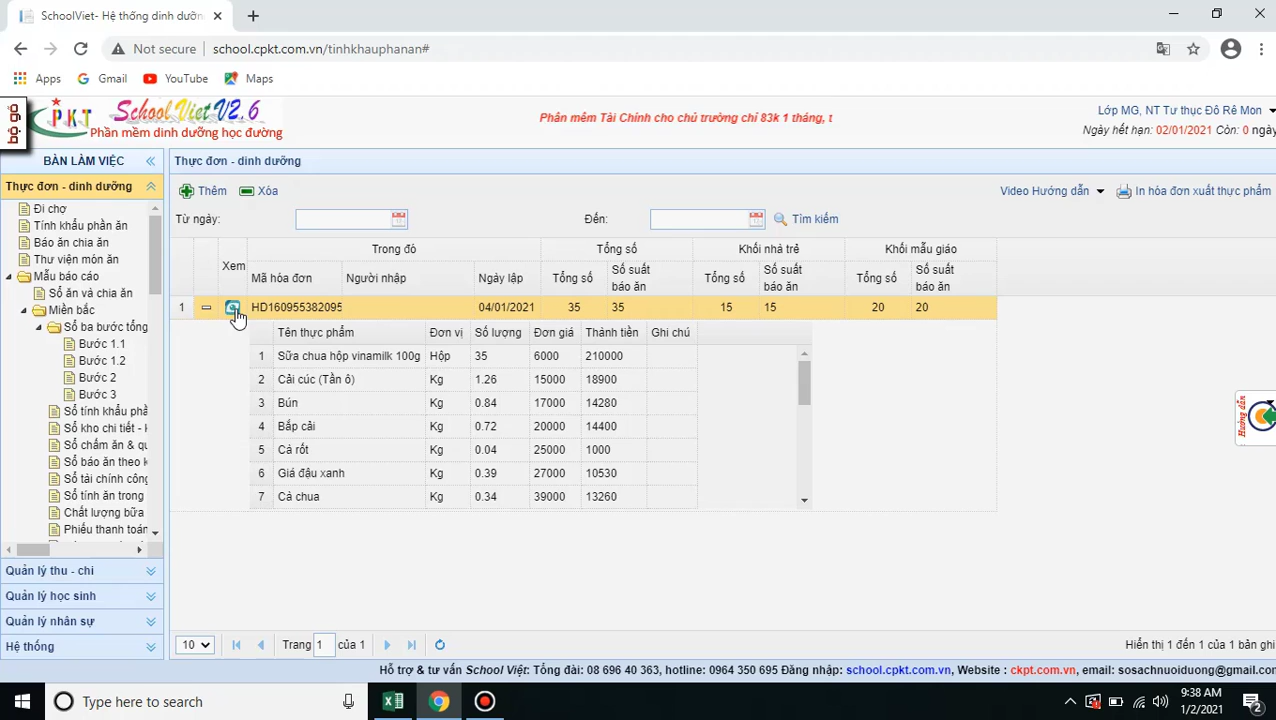 SchoolViet- Hệ thống dinh dưỡn
Not secure school.cpkt.com.vn/tinhkhauphanan#
Apps Gmail YouTube Maps
bộ gõ
CPKT
School Viet V2.6
Phần mềm dinh dưỡng học đường
Phần mềm Tài Chính cho chủ trường chỉ 83k 1 tháng, t
Lớp MG, NT Tư thục Đô Rê Mon
Ngày hết hạn: 02/01/2021 Còn: 0 ngày
BÀN LÀM VIỆC
Thực đơn - dinh dưỡng
Đi chợ
Tính khẩu phần ăn
Báo ăn chia ăn
Thư viện món ăn
Mẫu báo cáo
Sổ ăn và chia ăn
Miền bắc
Sổ ba bước tổng
Bước 1.1
Bước 1.2
Bước 2
Bước 3
Sổ tính khẩu phầ
Sổ kho chi tiết - K
Sổ chấm ăn & qu
Sổ báo ăn theo k
Sổ tài chính công
Sổ tính ăn trong
Chất lượng bữa
Phiếu thanh toán
Quản lý thu - chi
Quản lý học sinh
Quản lý nhân sự
Hệ thống
Thực đơn - dinh dưỡng
Thêm Xóa Video Hướng dẫn In hóa đơn xuất thực phẩm
Từ ngày: Đến: Tìm kiếm
Xem Trong đó Tổng số Khối nhà trẻ Khối mẫu giáo
Mã hóa đơn Người nhập Ngày lập Tổng số Số suất báo ăn Tổng số Số suất báo ăn Tổng số Số suất báo ăn
1 HD160955382095 04/01/2021 35 35 15 15 20 20
Tên thực phẩm Đơn vị Số lượng Đơn giá Thành tiền Ghi chú
1 Sữa chua hộp vinamilk 100g Hộp 35 6000 210000
2 Cải cúc (Tần ô) Kg 1.26 15000 18900
3 Bún Kg 0.84 17000 14280
4 Bắp cải Kg 0.72 20000 14400
5 Cà rốt Kg 0.04 25000 1000
6 Giá đậu xanh Kg 0.39 27000 10530
7 Cà chua Kg 0.34 39000 13260
Hướng dẫn
10 Trang 1 của 1 Hiển thị 1 đến 1 của 1 bản ghi
Hỗ trợ & tư vấn School Việt: Tổng đài: 08 696 40 363, hotline: 0964 350 695 Đăng nhập: school.cpkt.com.vn, Website : ckpt.com.vn, email: sosachnuoiduong@gmail.com
Type here to search
9:38 AM
1/2/2021
2